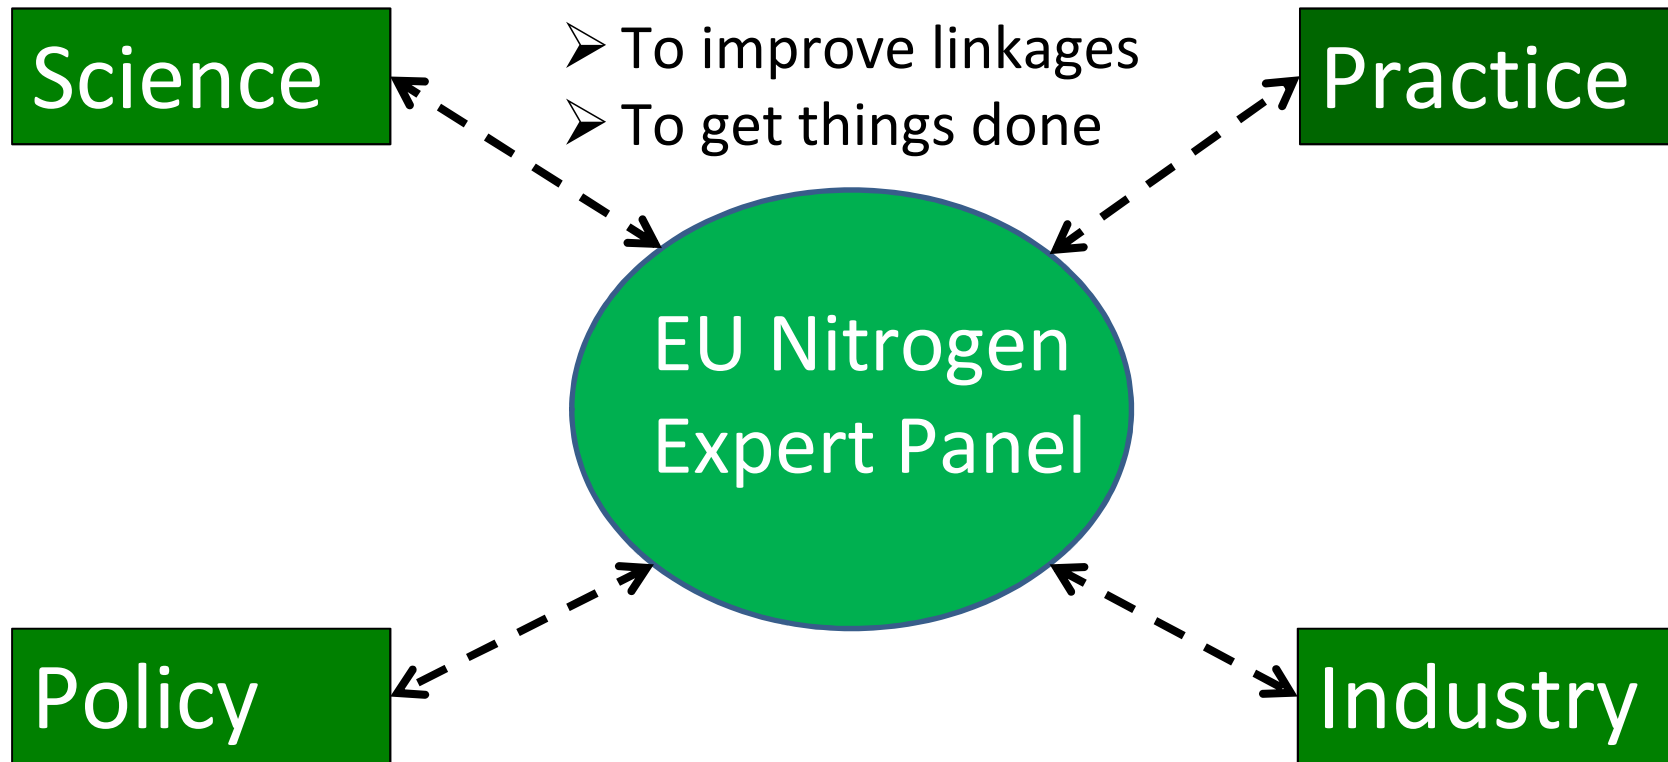 Science
➢ To improve linkages
➢ To get things done
Practice
EU Nitrogen
Expert Panel
Policy
Industry